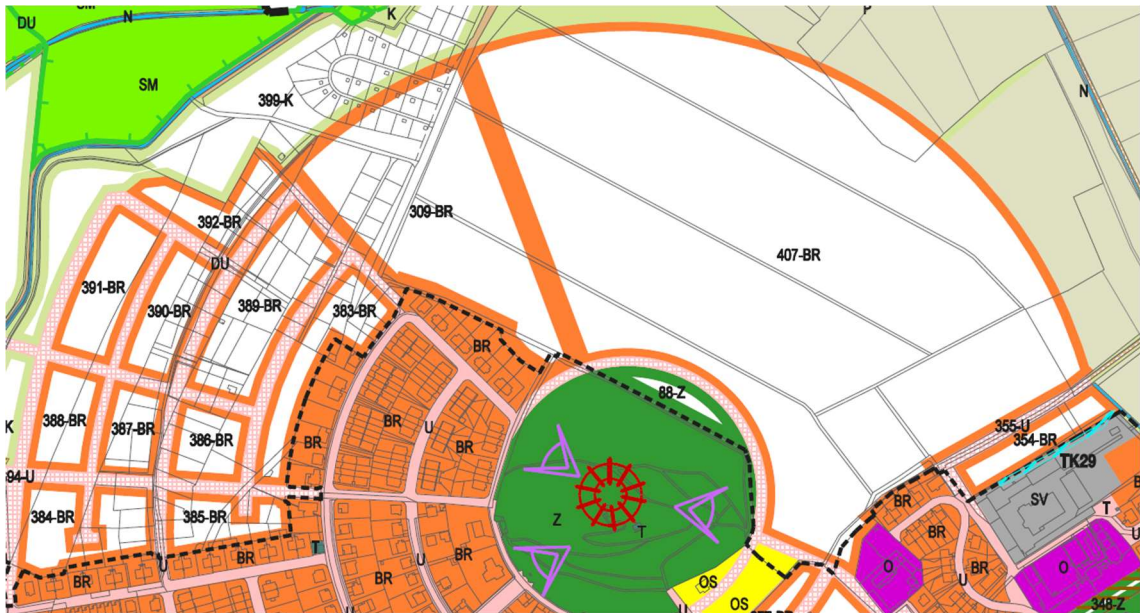 DU
N
K
P
SM
399-K
N
392-BR
309-BR
DU
407-BR
391-BR
390-BR
389-BR
383-BR
BR
88-Z
388-BR
387-BR
386-BR
BR
BR
U
BR
355-U
354-BR
TK29
K
94-U
384-BR
385-BR
BR
SV
T
Z
T
BR
BR
U
T
BR
BR
BR
U
O
U
BR
O
OS
OS
U
U
348-Z